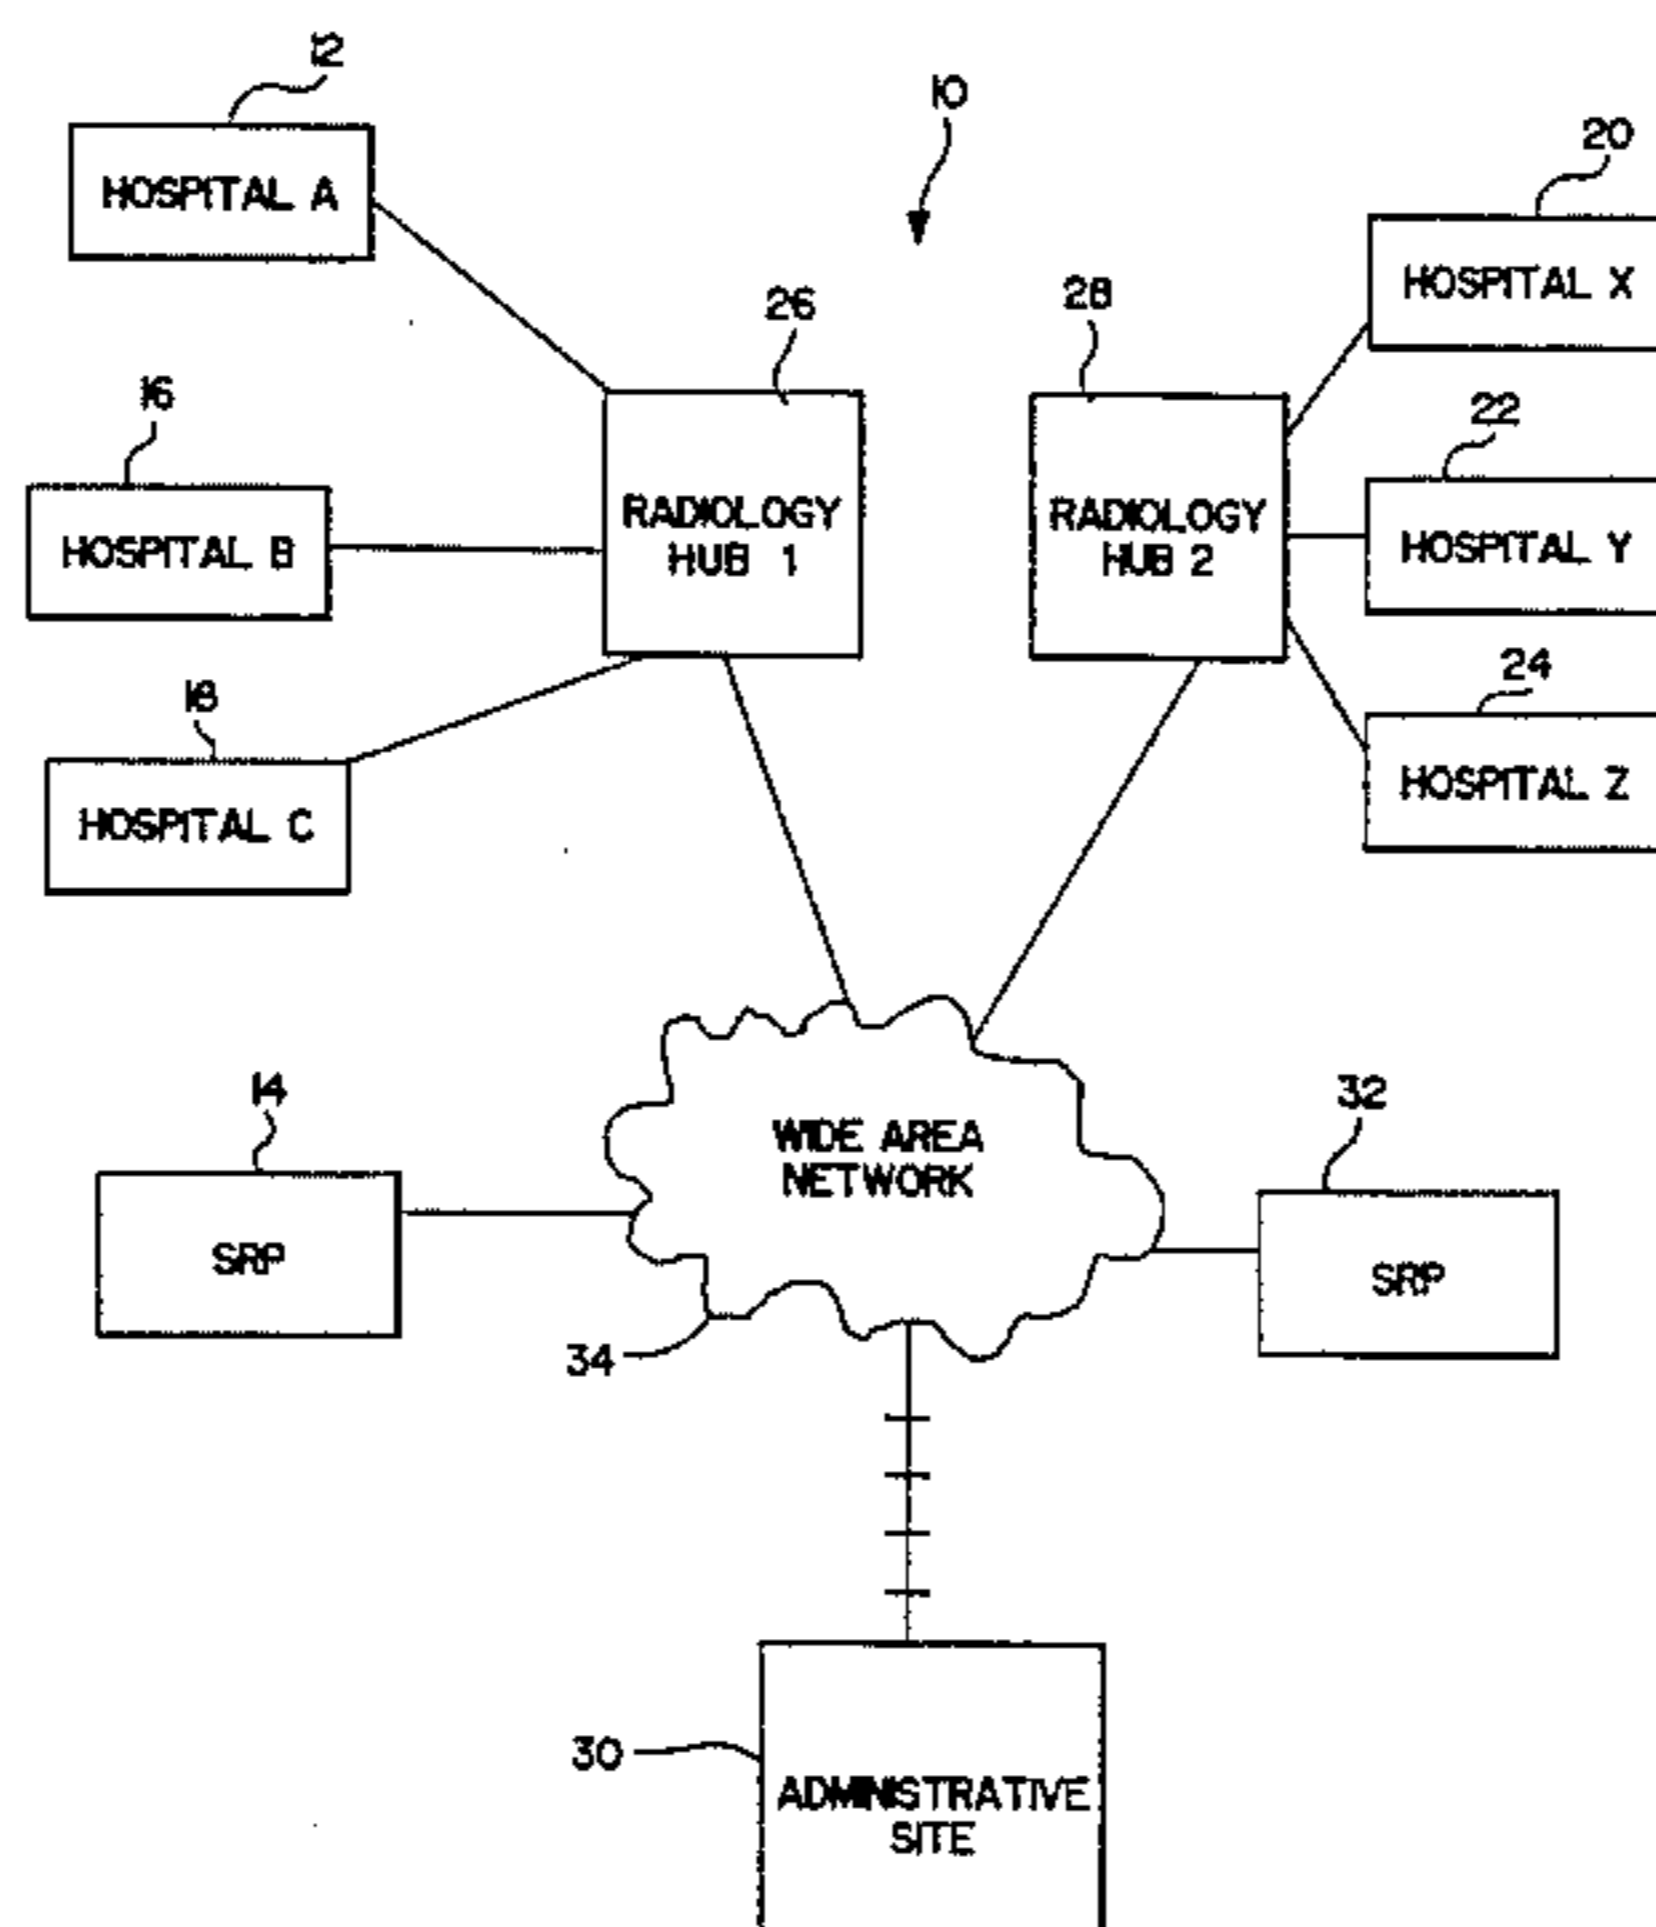 12
HOSPITAL A
10
20
HOSPITAL X
26
28
16
HOSPITAL B
RADIOLOGY
HUB 1
RADIOLOGY
HUB 2
22
HOSPITAL Y
18
HOSPITAL C
24
HOSPITAL Z
14
SRP
WIDE AREA
NETWORK
32
SRP
34
30
ADMINISTRATIVE
SITE